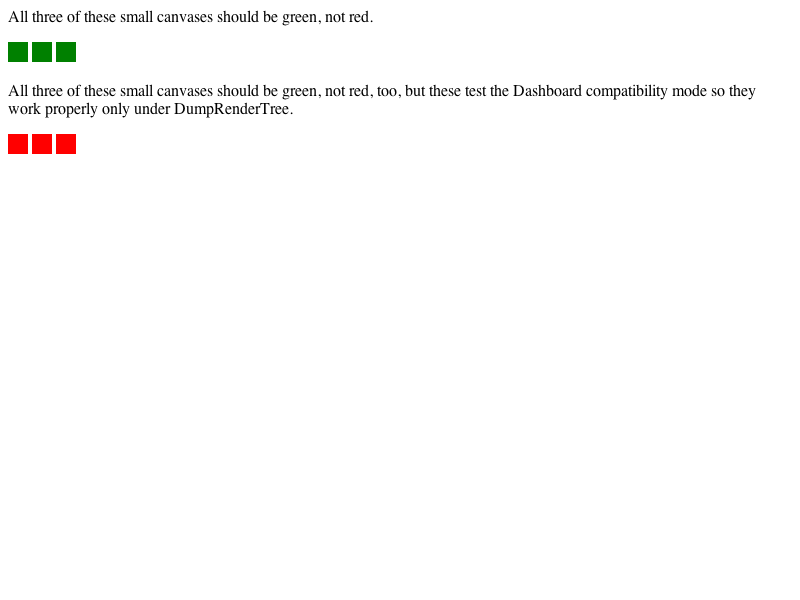 All three of these small canvases should be green, not red.
All three of these small canvases should be green, not red, too, but these test the Dashboard compatibility mode so they
work properly only under DumpRenderTree.